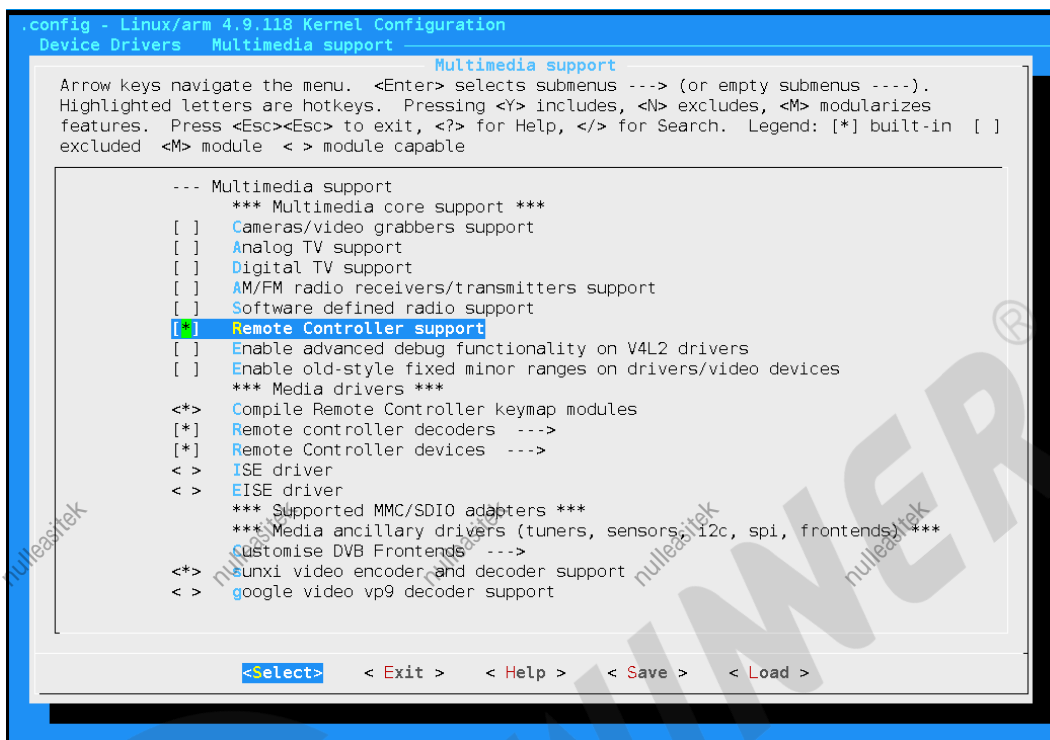 .config - Linux/arm 4.9.118 Kernel Configuration
Device Drivers   Multimedia support
Multimedia support
Arrow keys navigate the menu.  <Enter> selects submenus ---> (or empty submenus ----).
Highlighted letters are hotkeys.  Pressing <Y> includes, <N> excludes, <M> modularizes
features.  Press <Esc><Esc> to exit, <?> for Help, </> for Search.  Legend: [*] built-in  [ ]
excluded  <M> module  < > module capable
--- Multimedia support
*** Multimedia core support ***
[ ]   Cameras/video grabbers support
[ ]   Analog TV support
[ ]   Digital TV support
[ ]   AM/FM radio receivers/transmitters support
[ ]   Software defined radio support
[*]   Remote Controller support
[ ]   Enable advanced debug functionality on V4L2 drivers
[ ]   Enable old-style fixed minor ranges on drivers/video devices
*** Media drivers ***
<*>   Compile Remote Controller keymap modules
[*]   Remote controller decoders  --->
[*]   Remote Controller devices  --->
< >   ISE driver
< >   EISE driver
*** Supported MMC/SDIO adapters ***
*** Media ancillary drivers (tuners, sensors, i2c, spi, frontends) ***
Customise DVB Frontends  --->
<*>   sunxi video encoder and decoder support
< >   google video vp9 decoder support
nulleasitek
nulleasitek
nulleasitek
nulleasitek
<Select>    < Exit >    < Help >    < Save >    < Load >
®